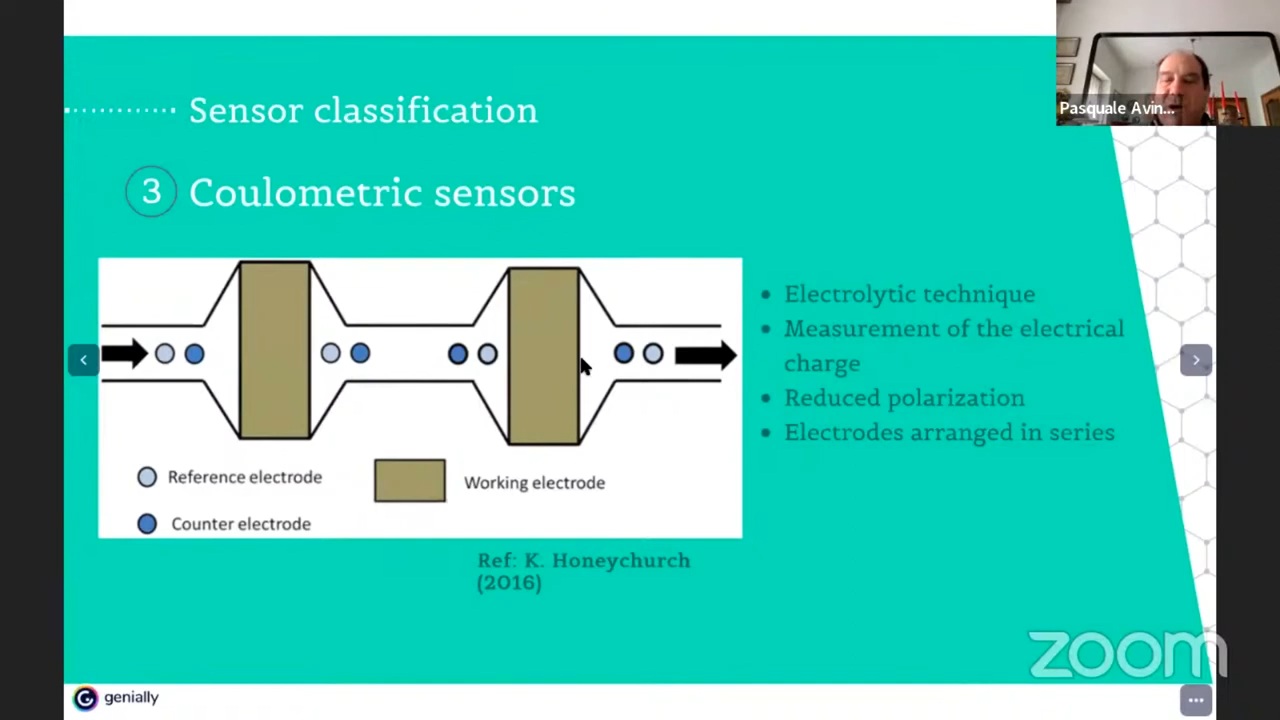 Pasquale Avin...
Sensor classification
3 Coulometric sensors
• Electrolytic technique
• Measurement of the electrical
charge
• Reduced polarization
• Electrodes arranged in series
Reference electrode
Working electrode
Counter electrode
Ref: K. Honeychurch
(2016)
zoom
genially